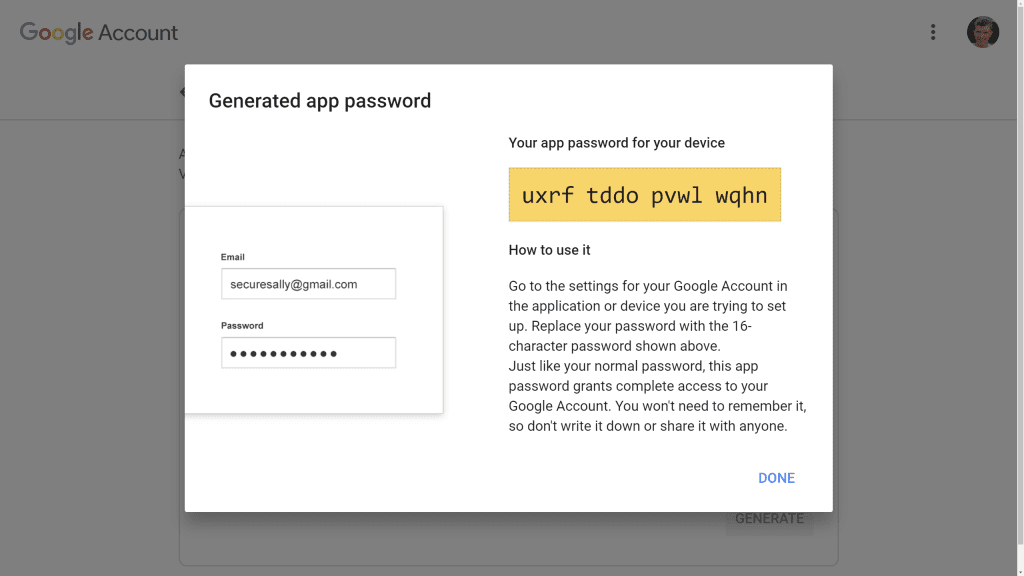 Google Account
Generated app password
Your app password for your device
uxrf tddo pvwl wqhn
Email
securesally@gmail.com
Password
How to use it
Go to the settings for your Google Account in
the application or device you are trying to set
up. Replace your password with the 16-
character password shown above.
Just like your normal password, this app
password grants complete access to your
Google Account. You won't need to remember it,
so don't write it down or share it with anyone.
DONE
GENERATE